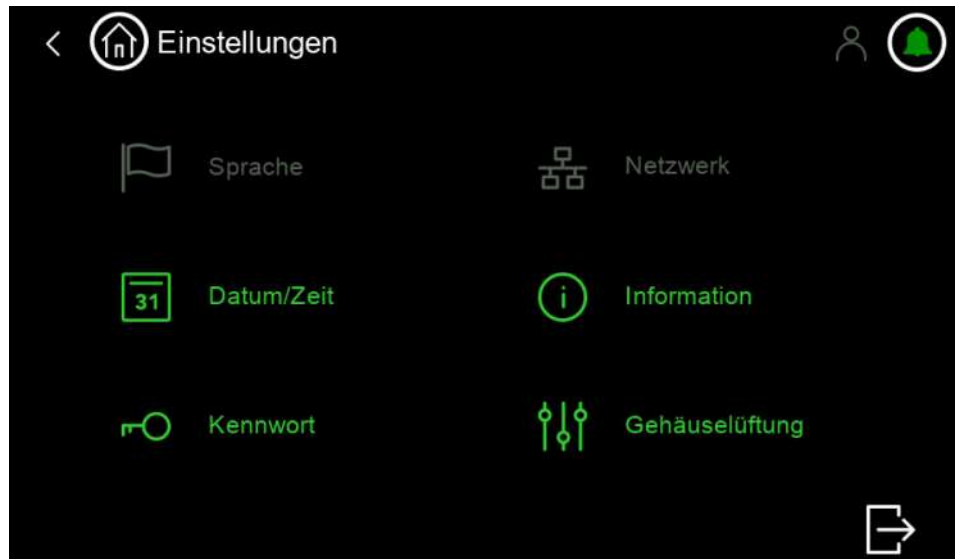 Einstellungen
Sprache
Netzwerk
31
Datum/Zeit
Information
Kennwort
Gehäuselüftung